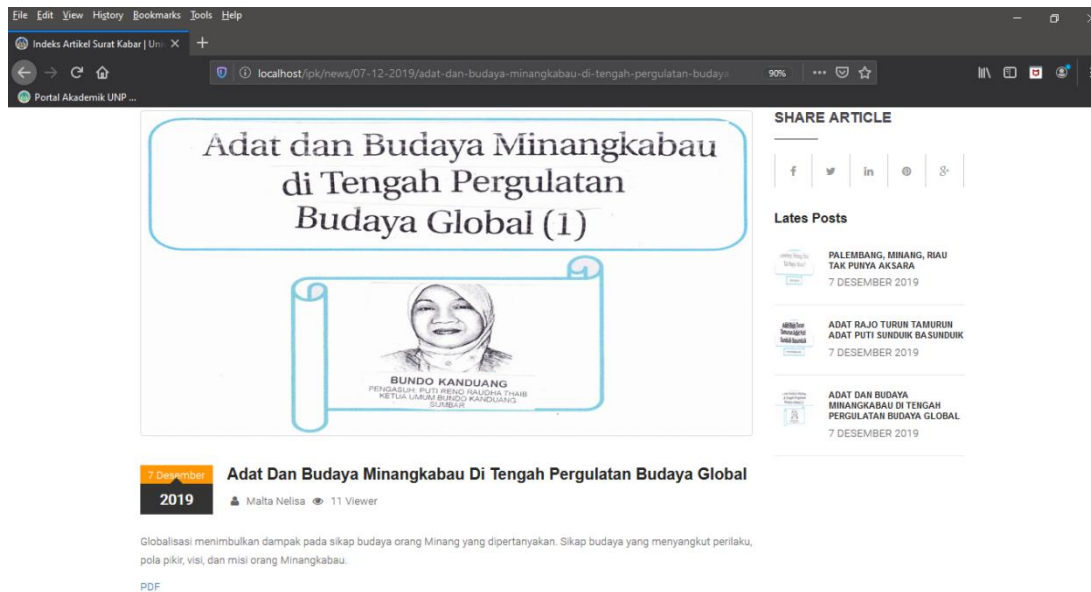 File Edit View History Bookmarks Tools Help
Indeks Artikel Surat Kabar | Uni
localhost/ipk/news/07-12-2019/adat-dan-budaya-minangkabau-di-tengah-pergulatan-budaya
90%
Portal Akademik UNP ...
Adat dan Budaya Minangkabau
di Tengah Pergulatan
Budaya Global (1)
BUNDO KANDUANG
PENGASUH: PUTI RENO RAUDHA THAIB
KETUA UMUM BUNDO KANDUANG
SUMBAR
7 Desember
2019
Adat Dan Budaya Minangkabau Di Tengah Pergulatan Budaya Global
Malta Nelisa 11 Viewer
Globalisasi menimbulkan dampak pada sikap budaya orang Minang yang dipertanyakan. Sikap budaya yang menyangkut perilaku,
pola pikir, visi, dan misi orang Minangkabau.
PDF
SHARE ARTICLE
Lates Posts
PALEMBANG, MINANG, RIAU
TAK PUNYA AKSARA
7 DESEMBER 2019
ADAT RAJO TURUN TAMURUN
ADAT PUTI SUNDUIK BASUNDUIK
7 DESEMBER 2019
ADAT DAN BUDAYA
MINANGKABAU DI TENGAH
PERGULATAN BUDAYA GLOBAL
7 DESEMBER 2019